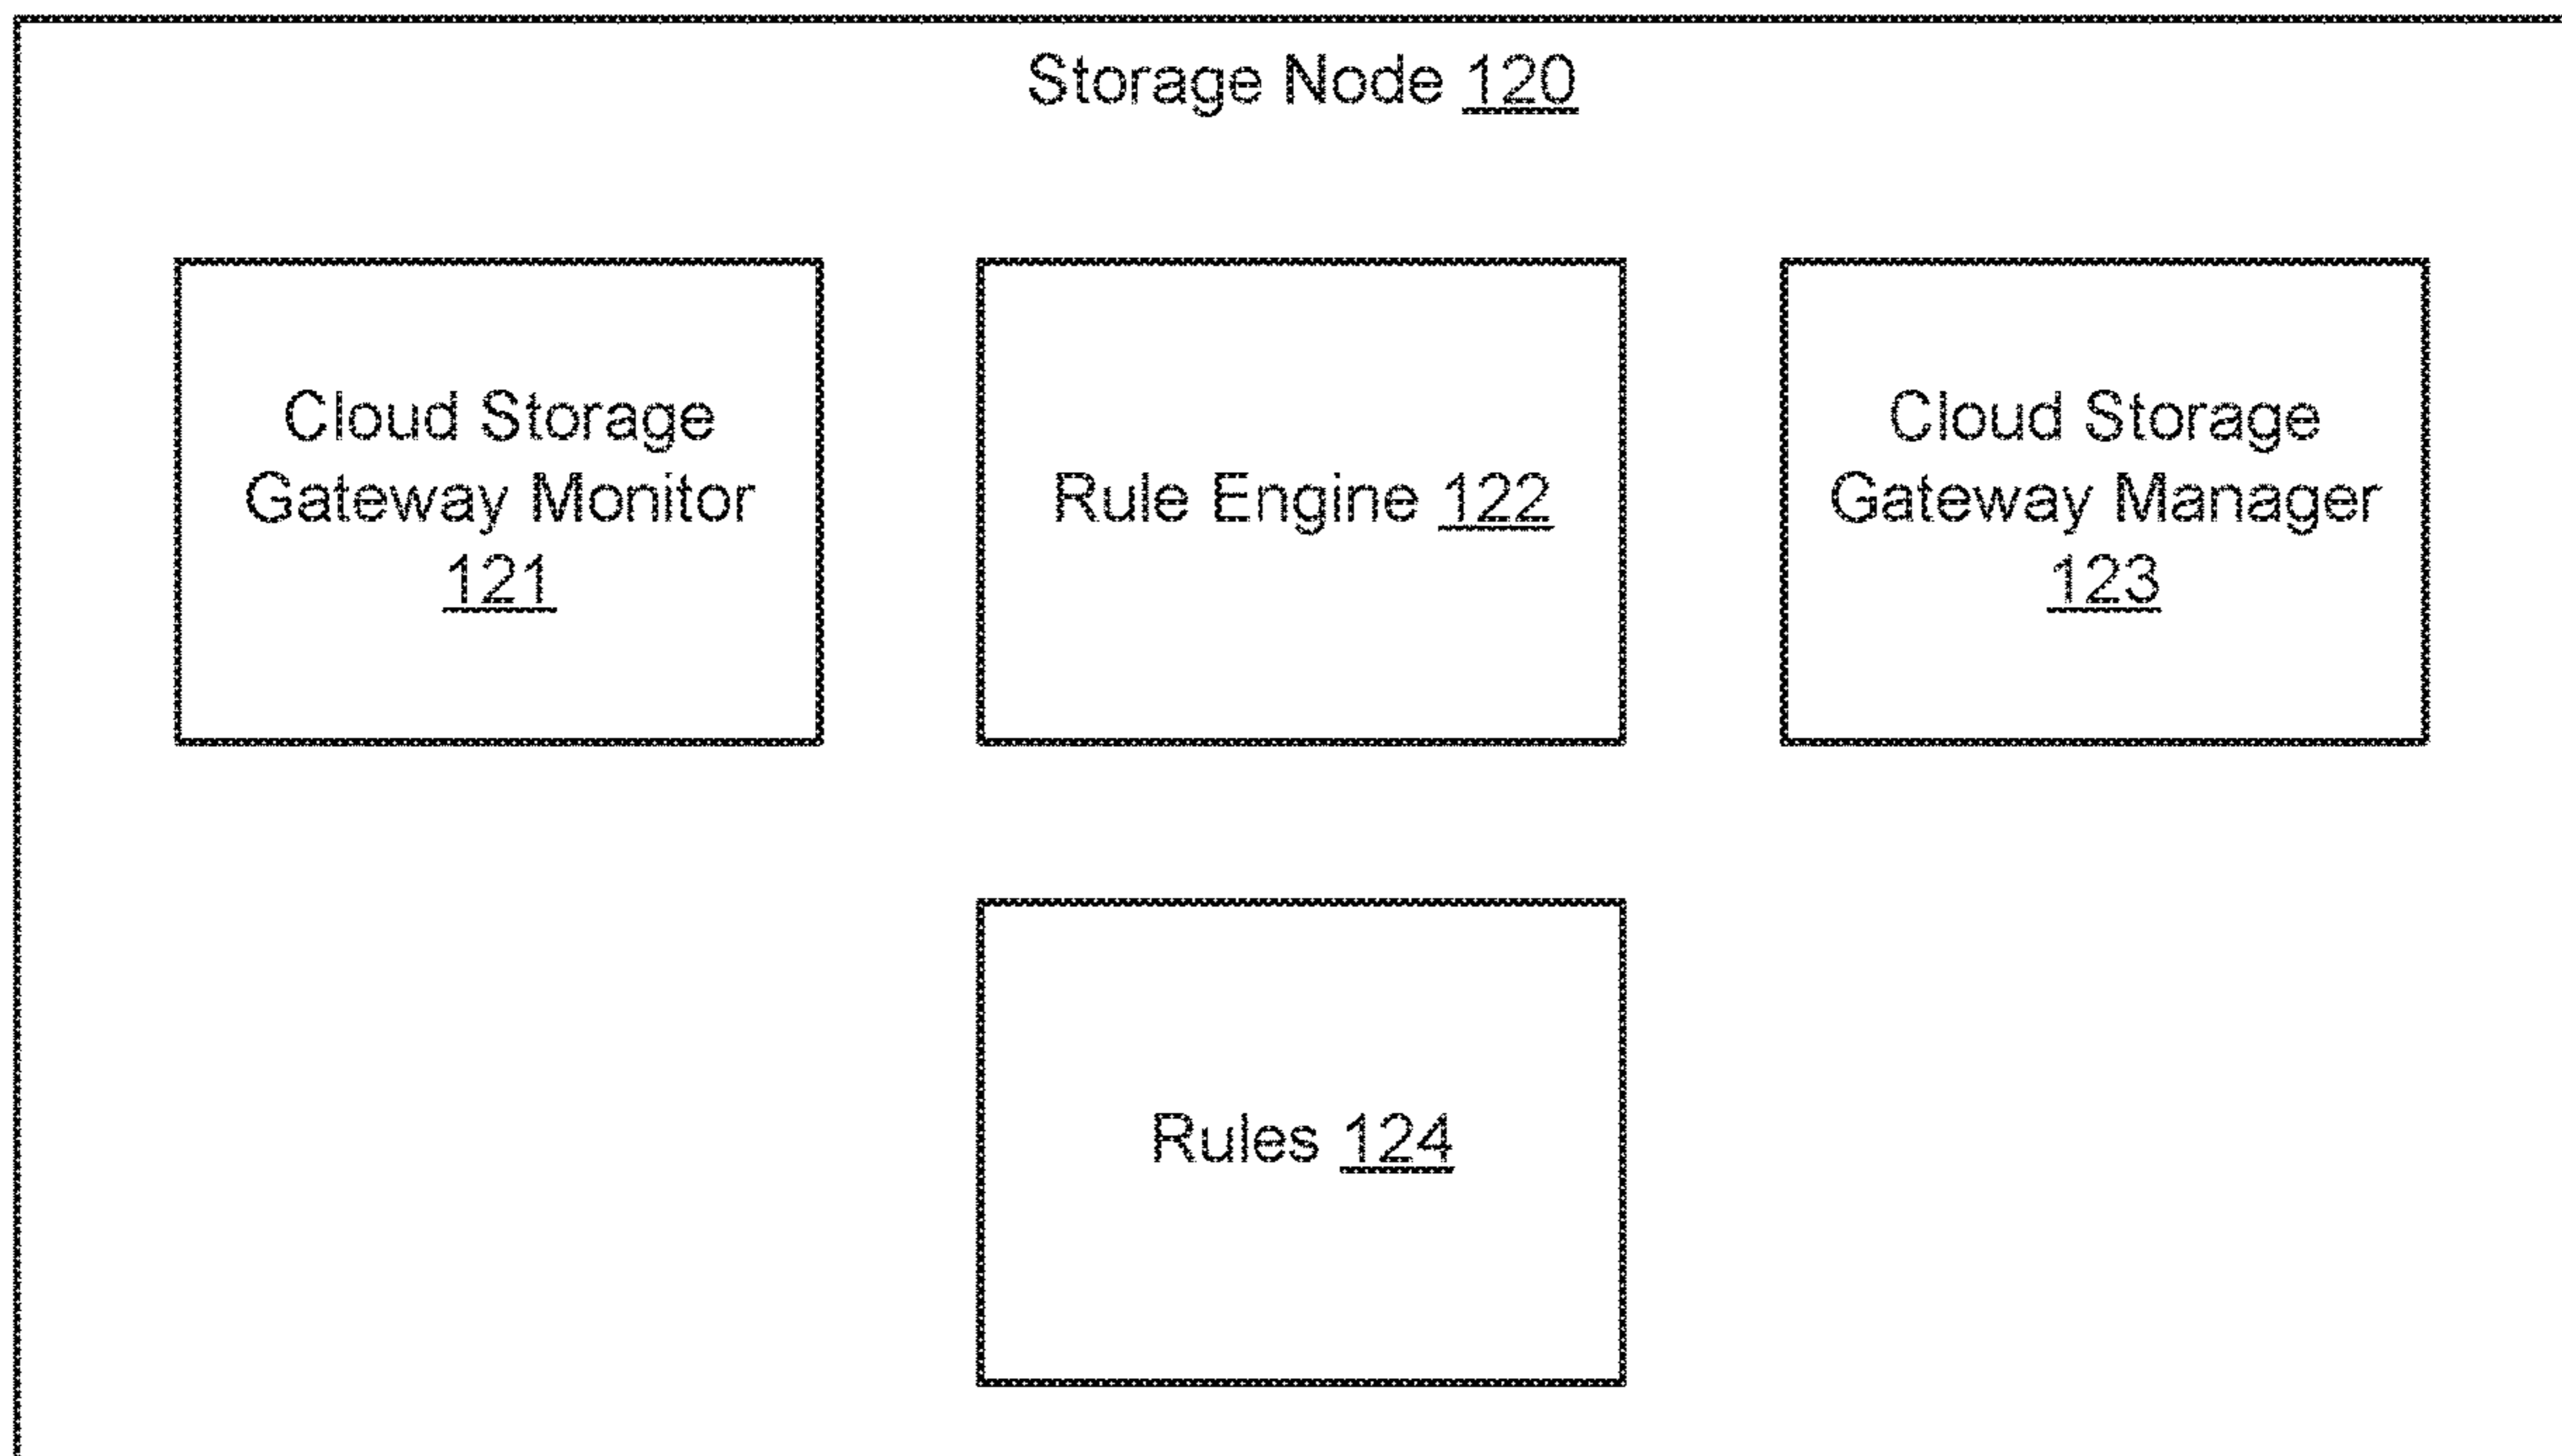 Storage Node 120
Cloud Storage
Gateway Monitor
121
Rule Engine 122
Cloud Storage
Gateway Manager
123
Rules 124